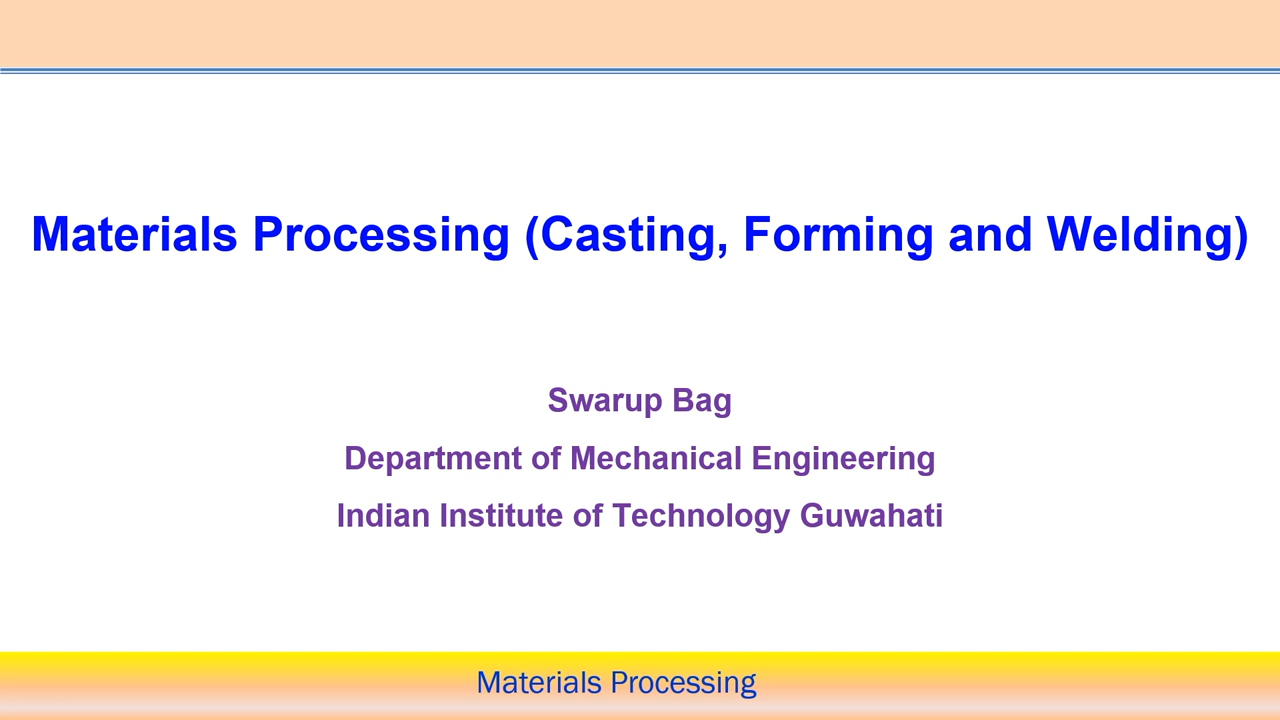 Materials Processing (Casting, Forming and Welding)
Swarup Bag
Department of Mechanical Engineering
Indian Institute of Technology Guwahati
Materials Processing